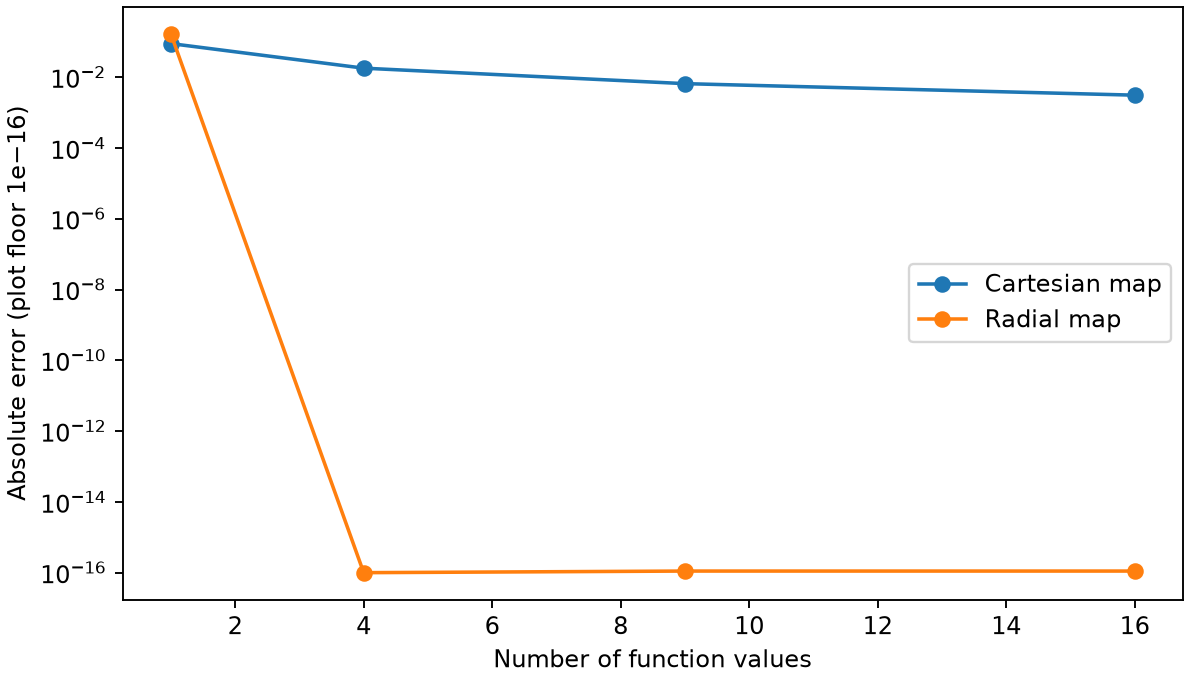 Absolute error (plot floor 1e−16)
10⁻²
10⁻⁴
10⁻⁶
10⁻⁸
10⁻¹⁰
10⁻¹²
10⁻¹⁴
10⁻¹⁶
Cartesian map
Radial map
2 4 6 8 10 12 14 16
Number of function values